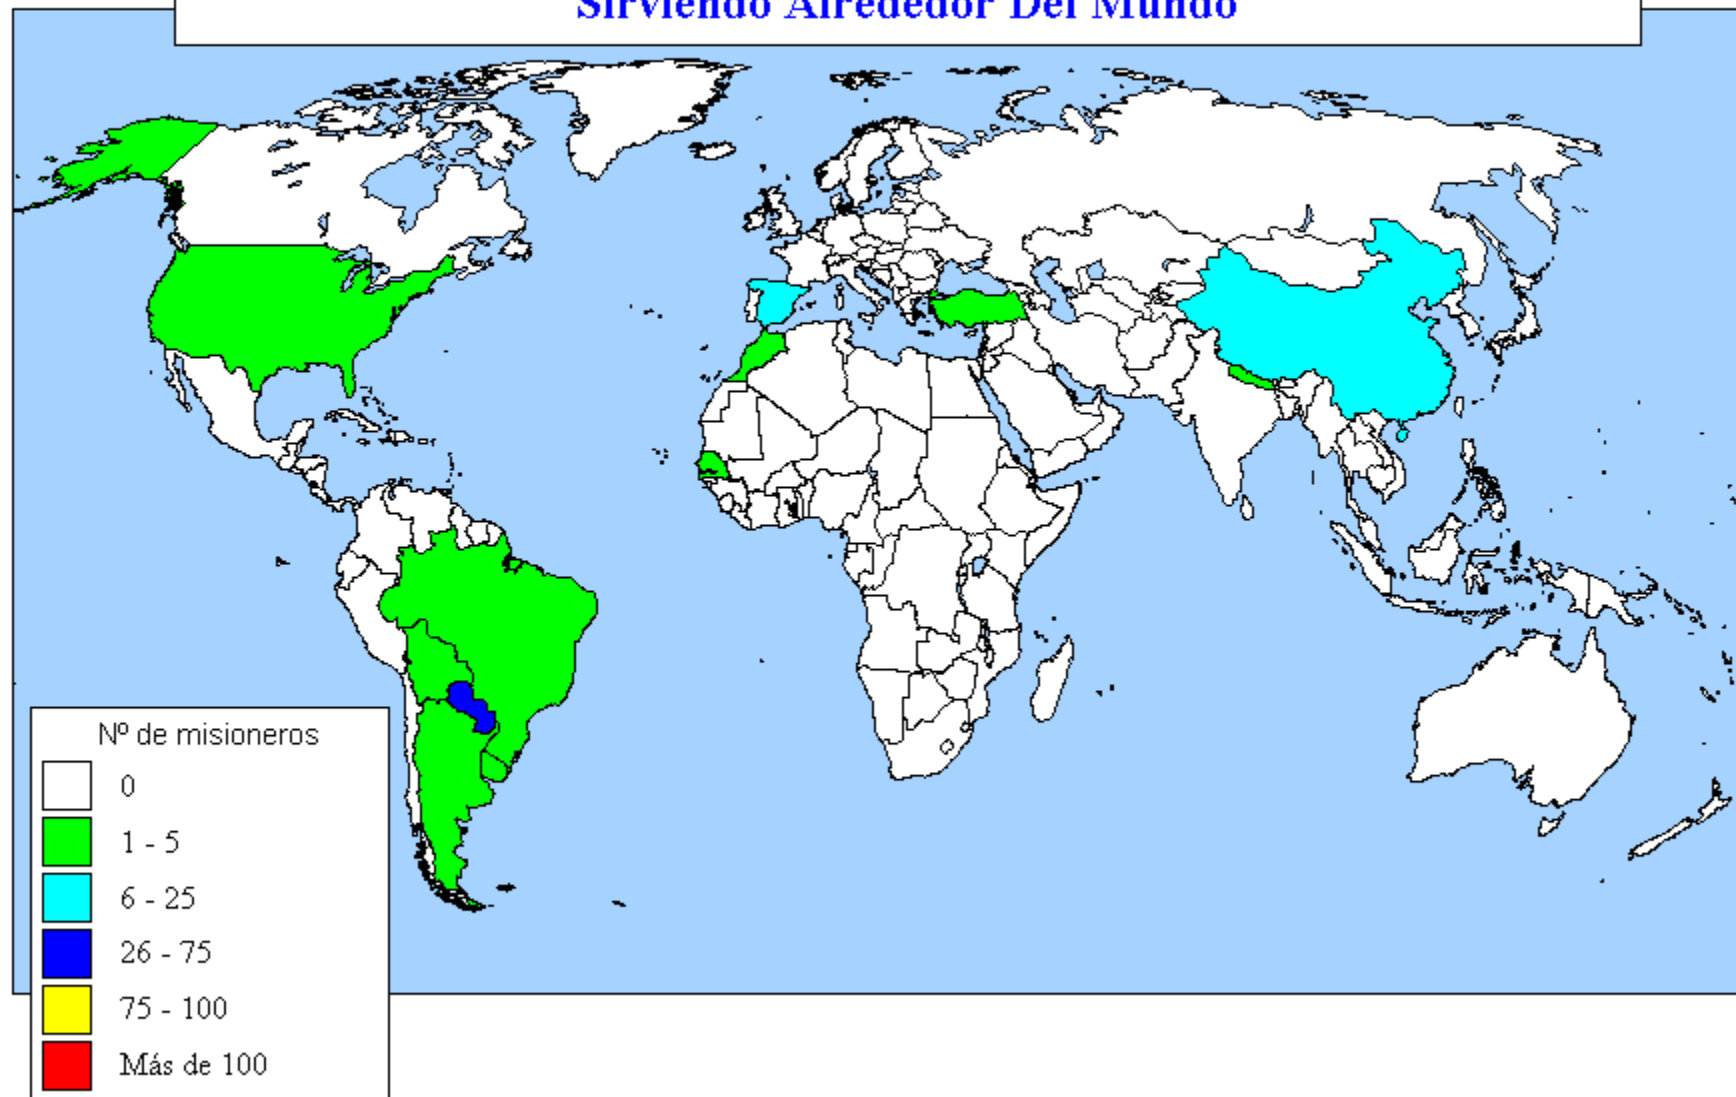 Sirviendo Alrededor Del Mundo
Nº de misioneros
0
1 - 5
6 - 25
26 - 75
75 - 100
Más de 100